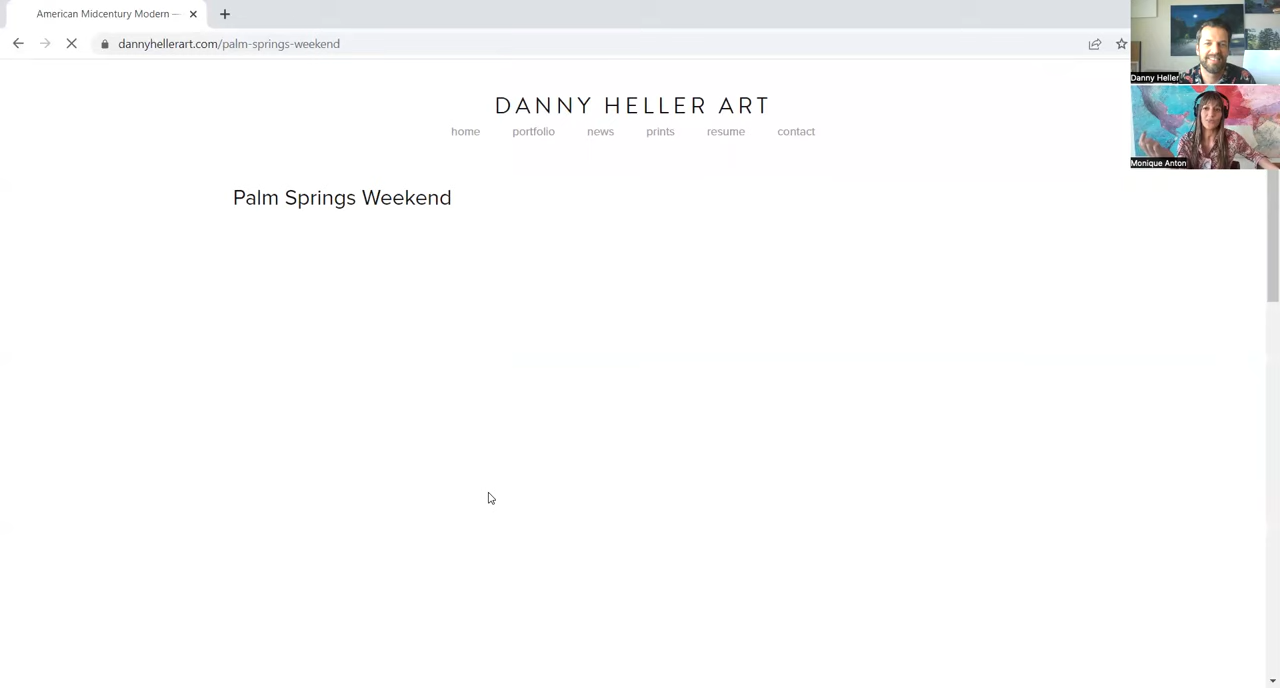 American Midcentury Modern —
dannyhellerart.com/palm-springs-weekend
Danny Heller
Monique Anton
DANNY HELLER ART
home portfolio news prints resume contact
Palm Springs Weekend